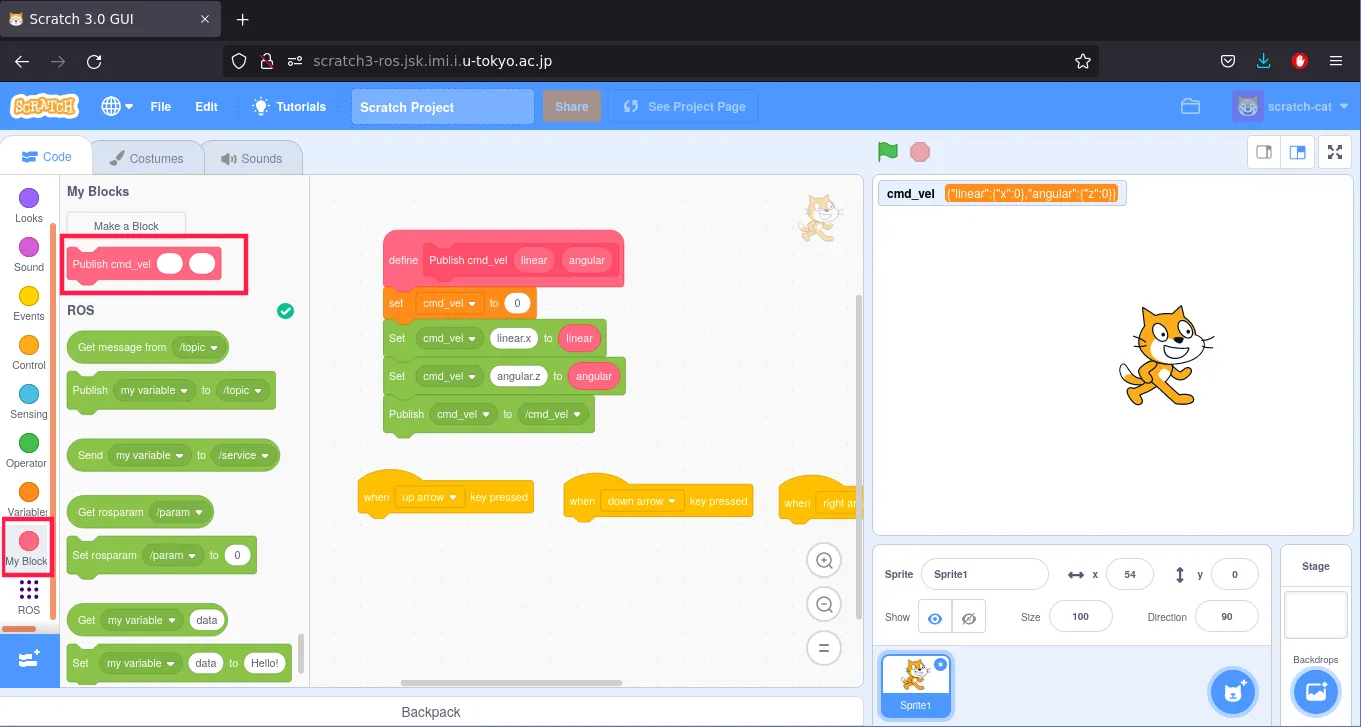 Scratch 3.0 GUI
scratch3-ros.jsk.imi.i.u-tokyo.ac.jp
SCRATCH File Edit Tutorials Scratch Project Share See Project Page scratch-cat
Code Costumes Sounds
Looks
Sound
Events
Control
Sensing
Operator
Variables
My Block
ROS
My Blocks
Make a Block
Publish cmd_vel
ROS
Get message from /topic
Publish my variable to /topic
Send my variable to /service
Get rosparam /param
Set rosparam /param to 0
Get my variable data
Set my variable data to Hello!
define Publish cmd_vel linear angular
set cmd_vel to 0
Set cmd_vel linear.x to linear
Set cmd_vel angular.z to angular
Publish cmd_vel to /cmd_vel
when up arrow key pressed
when down arrow key pressed
when right ar
Backpack
cmd_vel {"linear":{"x":0},"angular":{"z":0}}
Sprite Sprite1 x 54 y 0
Show Size 100 Direction 90
Sprite1
Stage
Backdrops